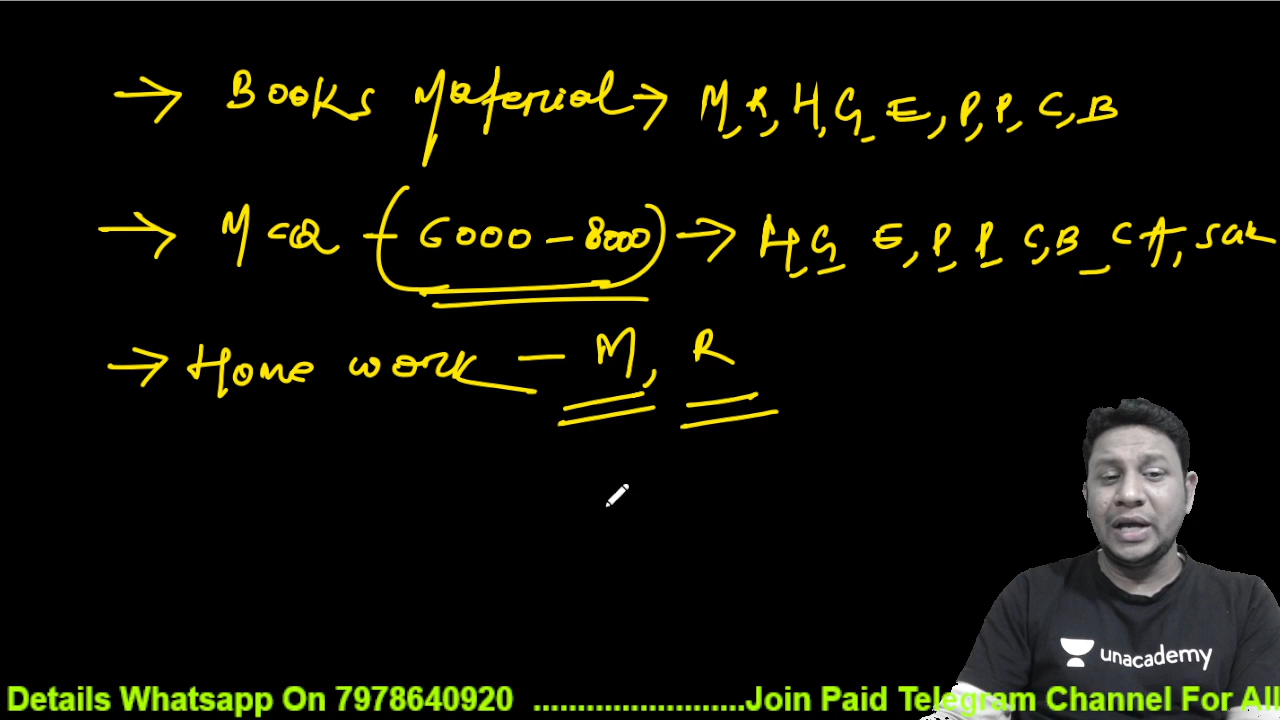 → Books Material → M, R, H, G, E, P, P, C, B
→ MCQ - (6000 - 8000) → H, G, E, P, P, C, B, CA,
→ Home work - M, R
unacademy
Details Whatsapp On 7978640920 ........................Join Paid Telegram Channel For All